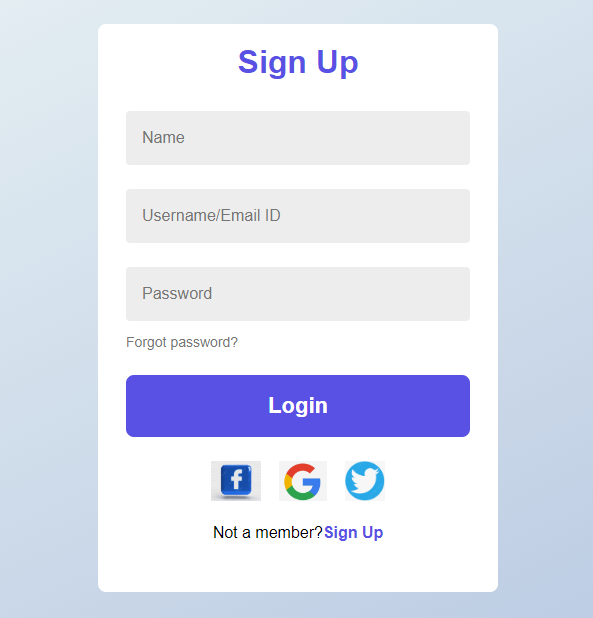 Sign Up
Name
Username/Email ID
Password
Forgot password?
Login
Not a member?Sign Up